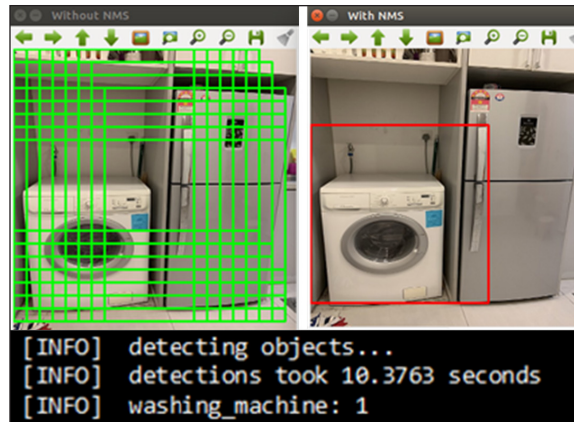 Without NMS
With NMS
[INFO] detecting objects...
[INFO] detections took 10.3763 seconds
[INFO] washing_machine: 1